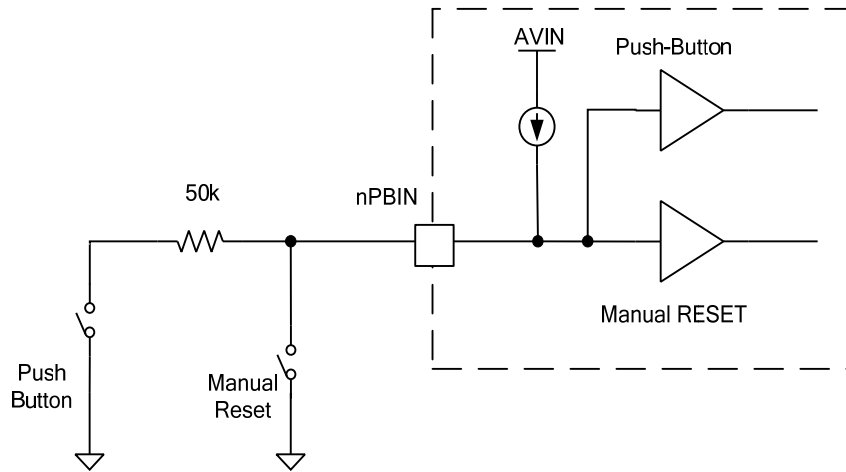 AVIN
Push-Button
50k
nPBIN
Manual RESET
Push
Button
Manual
Reset